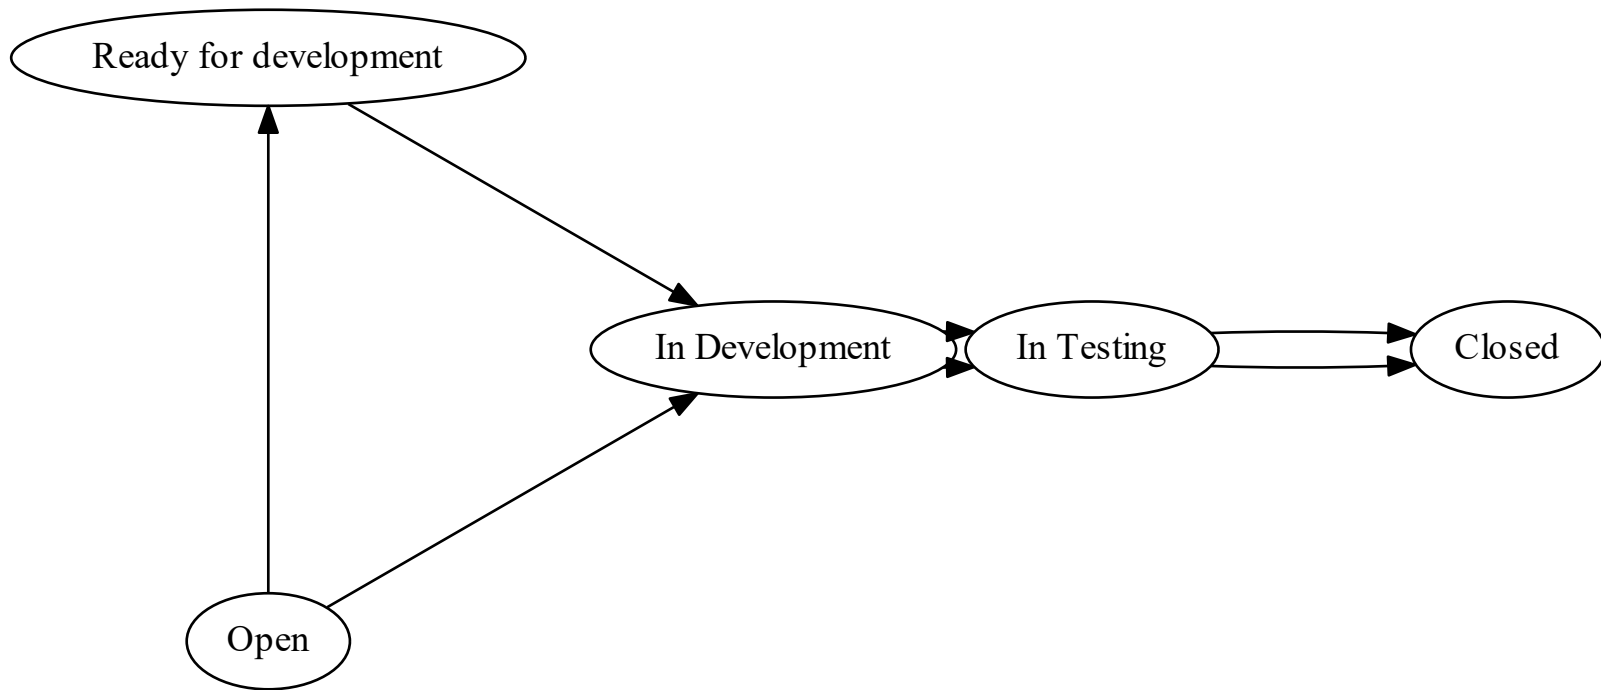 Ready for development
In Development
In Testing
Closed
Open